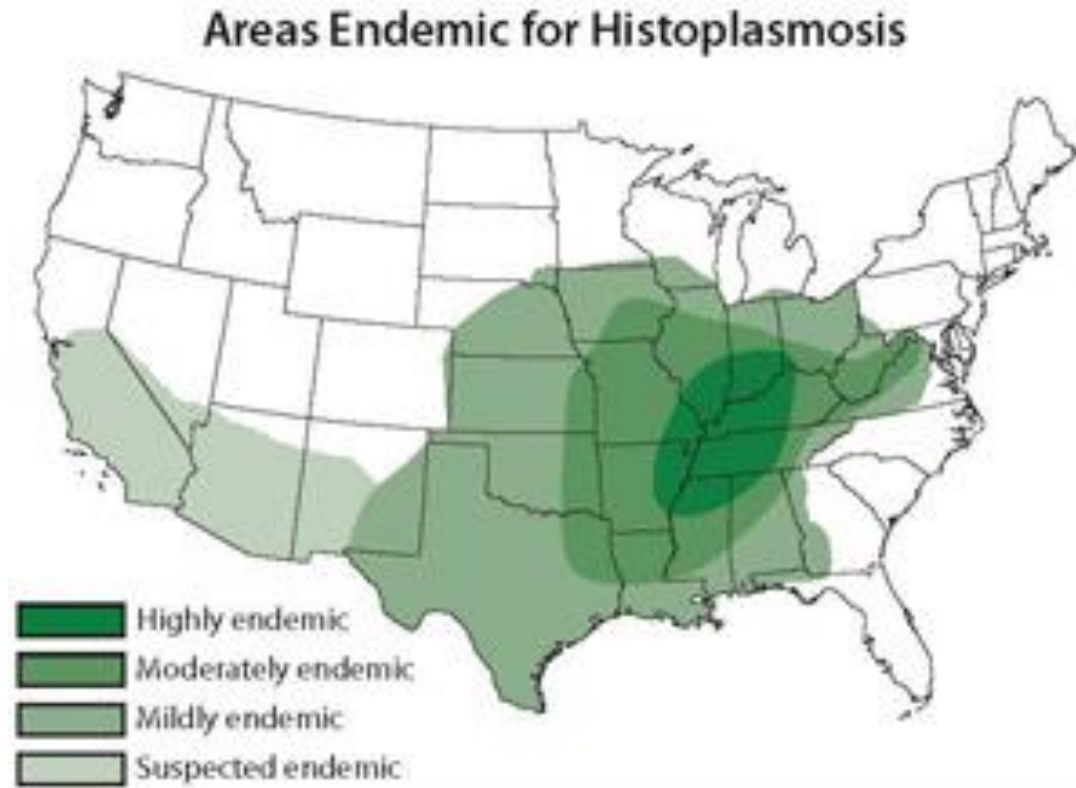 Areas Endemic for Histoplasmosis
Highly endemic
Moderately endemic
Mildly endemic
Suspected endemic